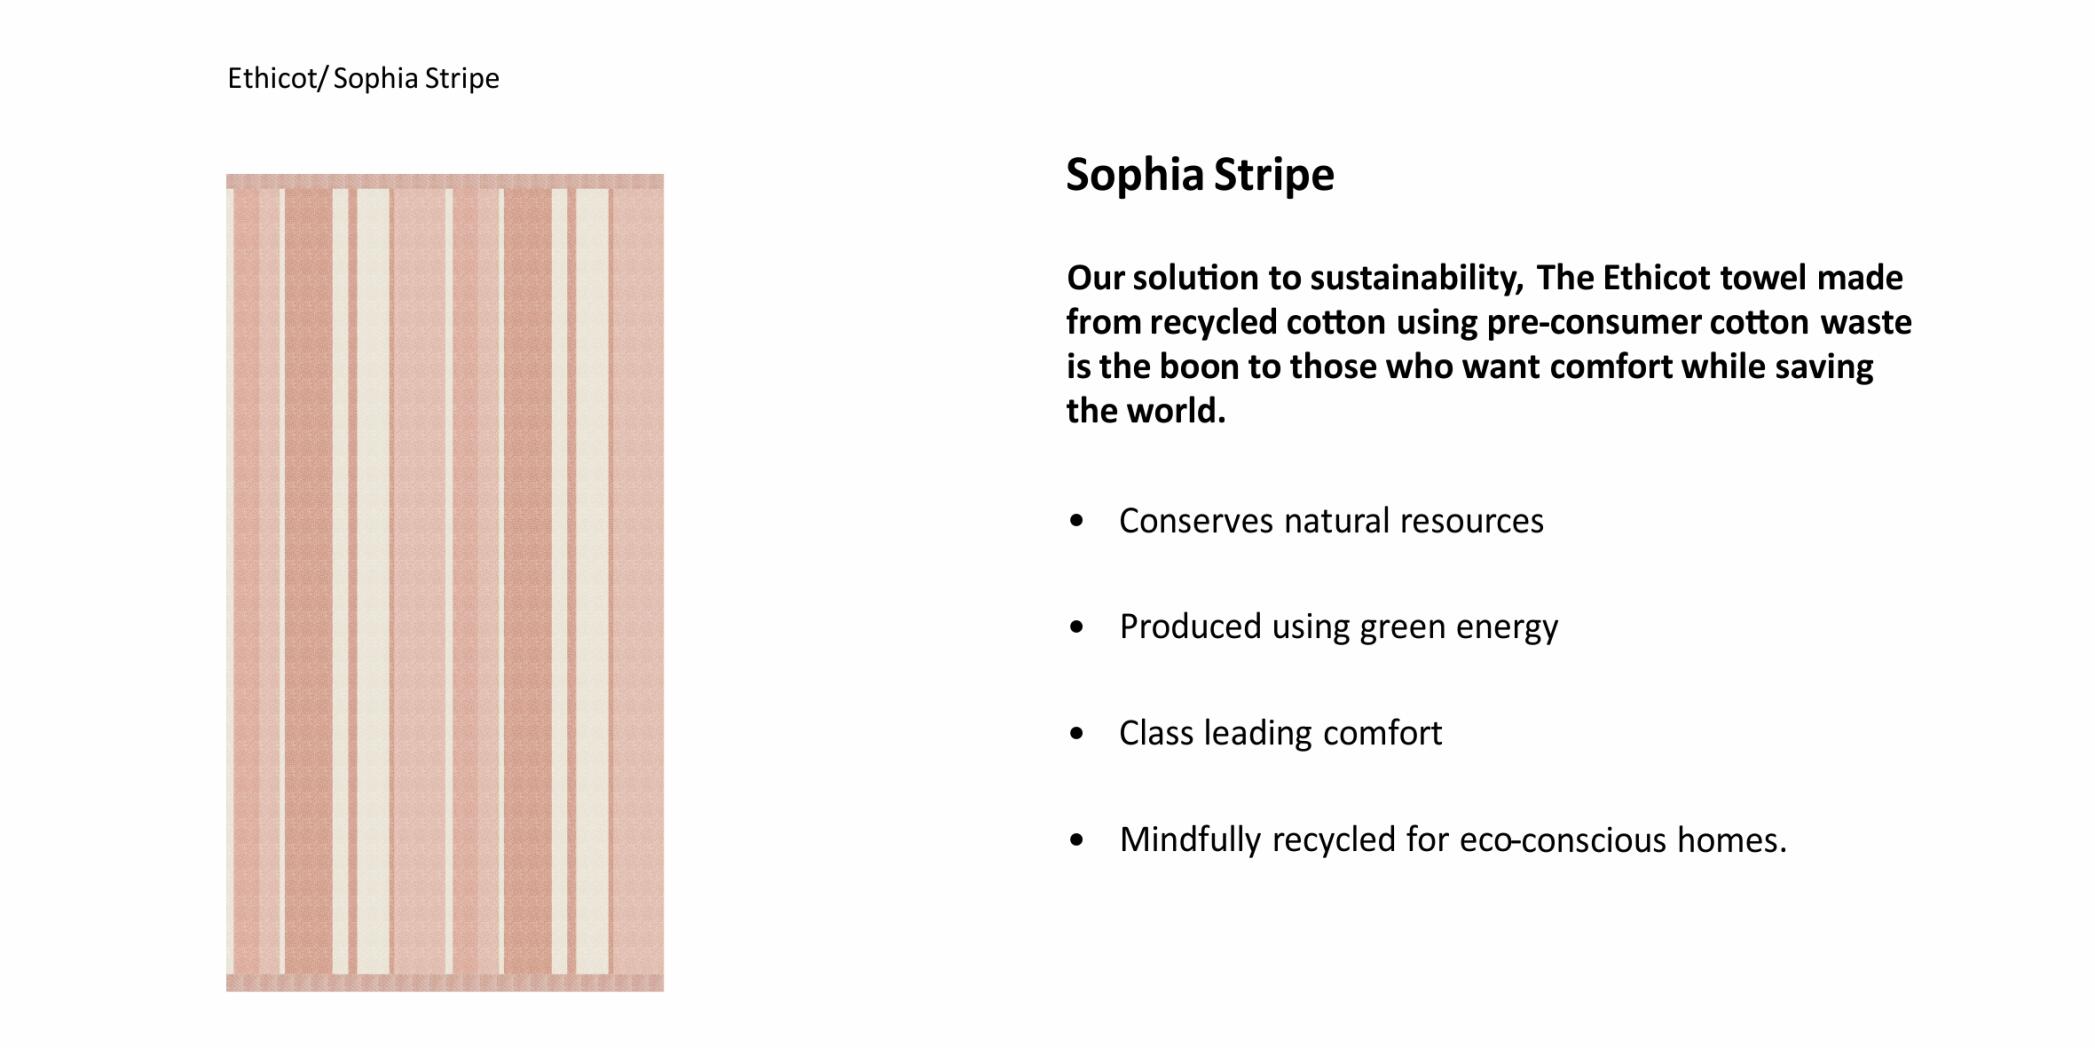 Ethicot/ Sophia Stripe
Sophia Stripe
Our solution to sustainability, The Ethicot towel made
from recycled cotton using pre-consumer cotton waste
is the boon to those who want comfort while saving
the world.
• Conserves natural resources
• Produced using green energy
• Class leading comfort
• Mindfully recycled for eco-conscious homes.